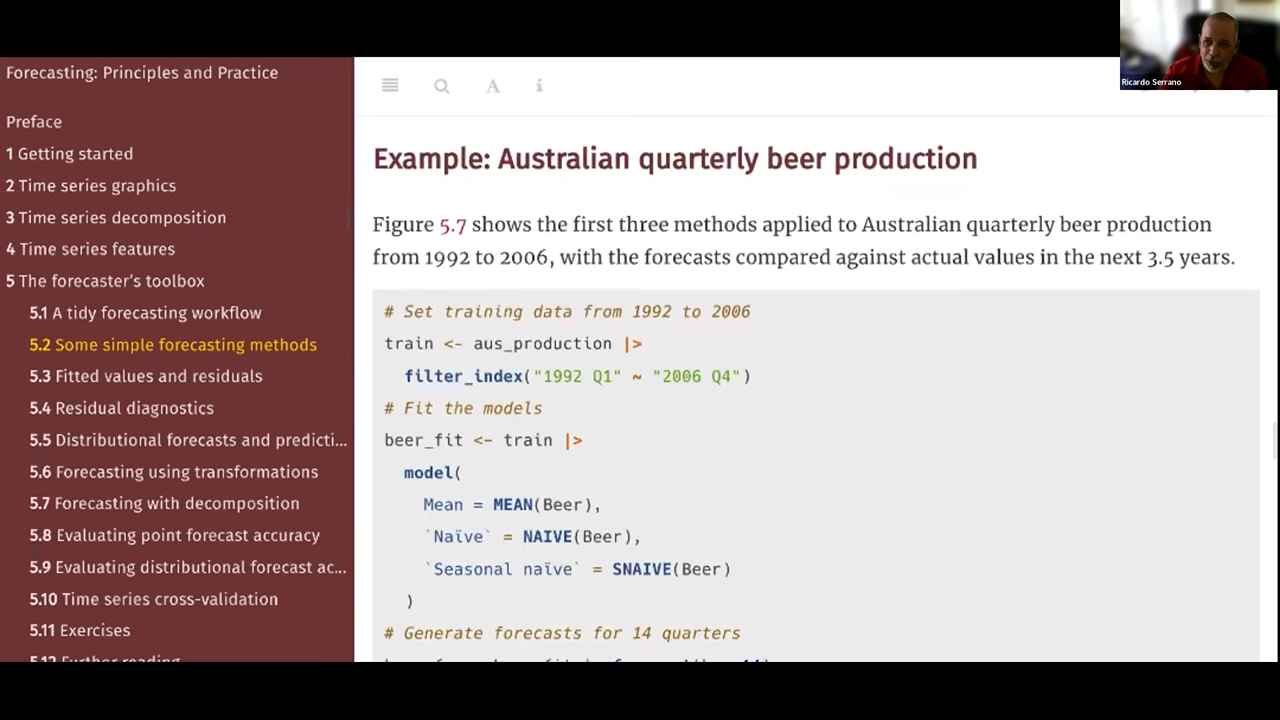 Ricardo Serrano
Forecasting: Principles and Practice
Preface
1 Getting started
2 Time series graphics
3 Time series decomposition
4 Time series features
5 The forecaster's toolbox
5.1 A tidy forecasting workflow
5.2 Some simple forecasting methods
5.3 Fitted values and residuals
5.4 Residual diagnostics
5.5 Distributional forecasts and predicti...
5.6 Forecasting using transformations
5.7 Forecasting with decomposition
5.8 Evaluating point forecast accuracy
5.9 Evaluating distributional forecast ac...
5.10 Time series cross-validation
5.11 Exercises
5.12 Further reading
Example: Australian quarterly beer production
Figure 5.7 shows the first three methods applied to Australian quarterly beer production
from 1992 to 2006, with the forecasts compared against actual values in the next 3.5 years.
# Set training data from 1992 to 2006
train <- aus_production |>
filter_index("1992 Q1" ~ "2006 Q4")
# Fit the models
beer_fit <- train |>
model(
Mean = MEAN(Beer),
`Naïve` = NAIVE(Beer),
`Seasonal naïve` = SNAIVE(Beer)
)
# Generate forecasts for 14 quarters